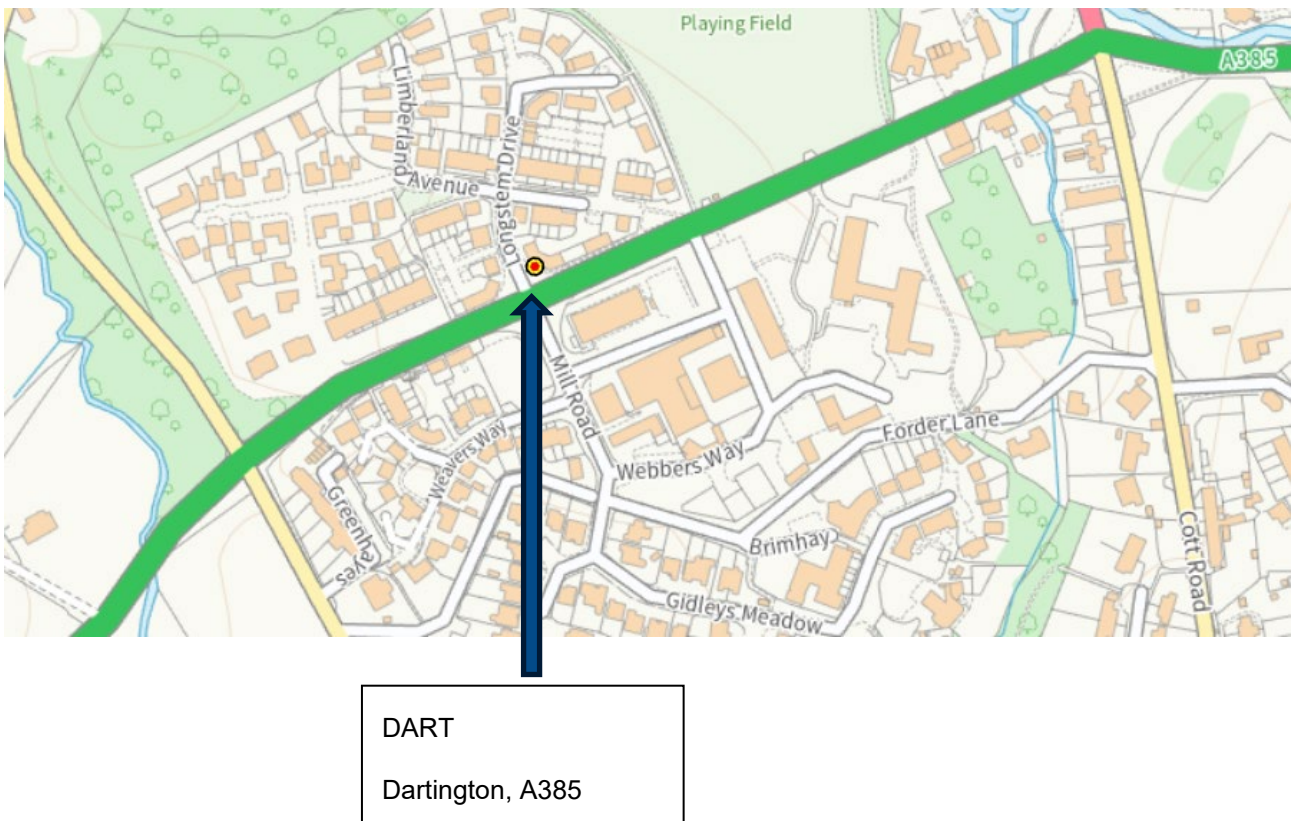 Playing Field
A385
Limberland
Avenue
Longstem Drive
Mill Road
Weavers Way
Webbers Way
Forder Lane
Greenhayes
Brimhay
Gidleys Meadow
Cott Road
DART
Dartington, A385